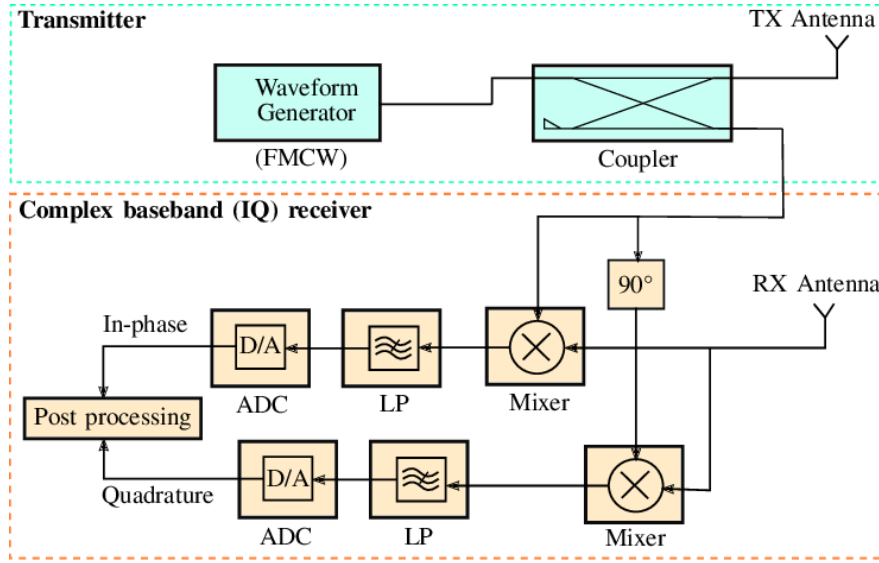 Transmitter
TX Antenna
Waveform
Generator
(FMCW)
Coupler
Complex baseband (IQ) receiver
90°
RX Antenna
In-phase
D/A
ADC
LP
Mixer
Post processing
Quadrature
D/A
ADC
LP
Mixer